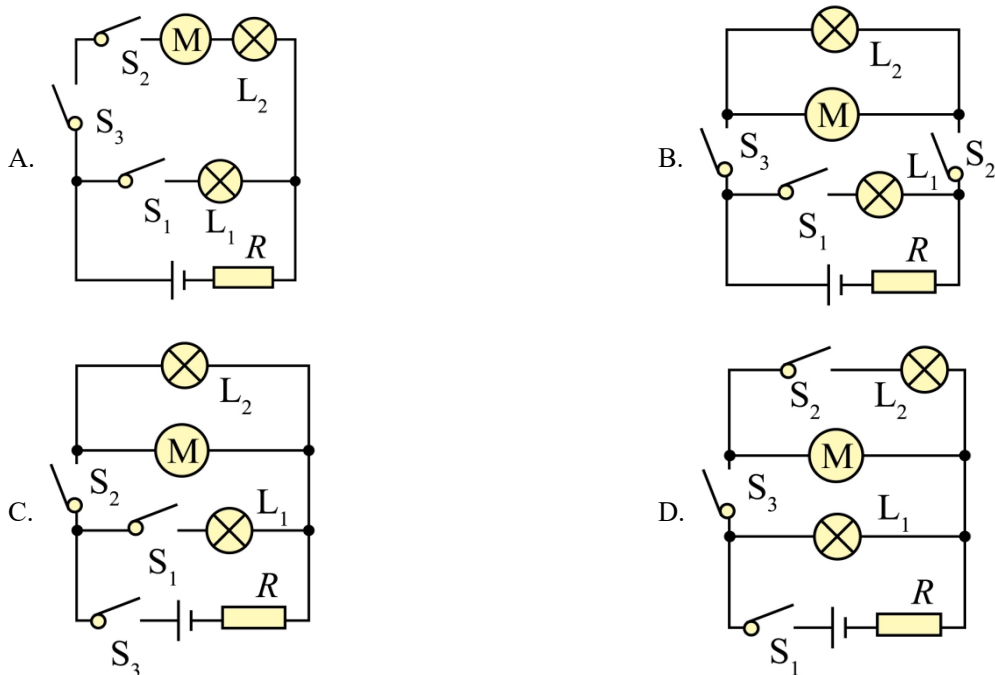 A.
S₂
M
L₂
S₃
S₁
L₁
R
B.
L₂
M
S₃
S₂
L₁
S₁
R
C.
L₂
M
S₂
L₁
S₁
R
S₃
D.
S₂
L₂
M
S₃
L₁
R
S₁